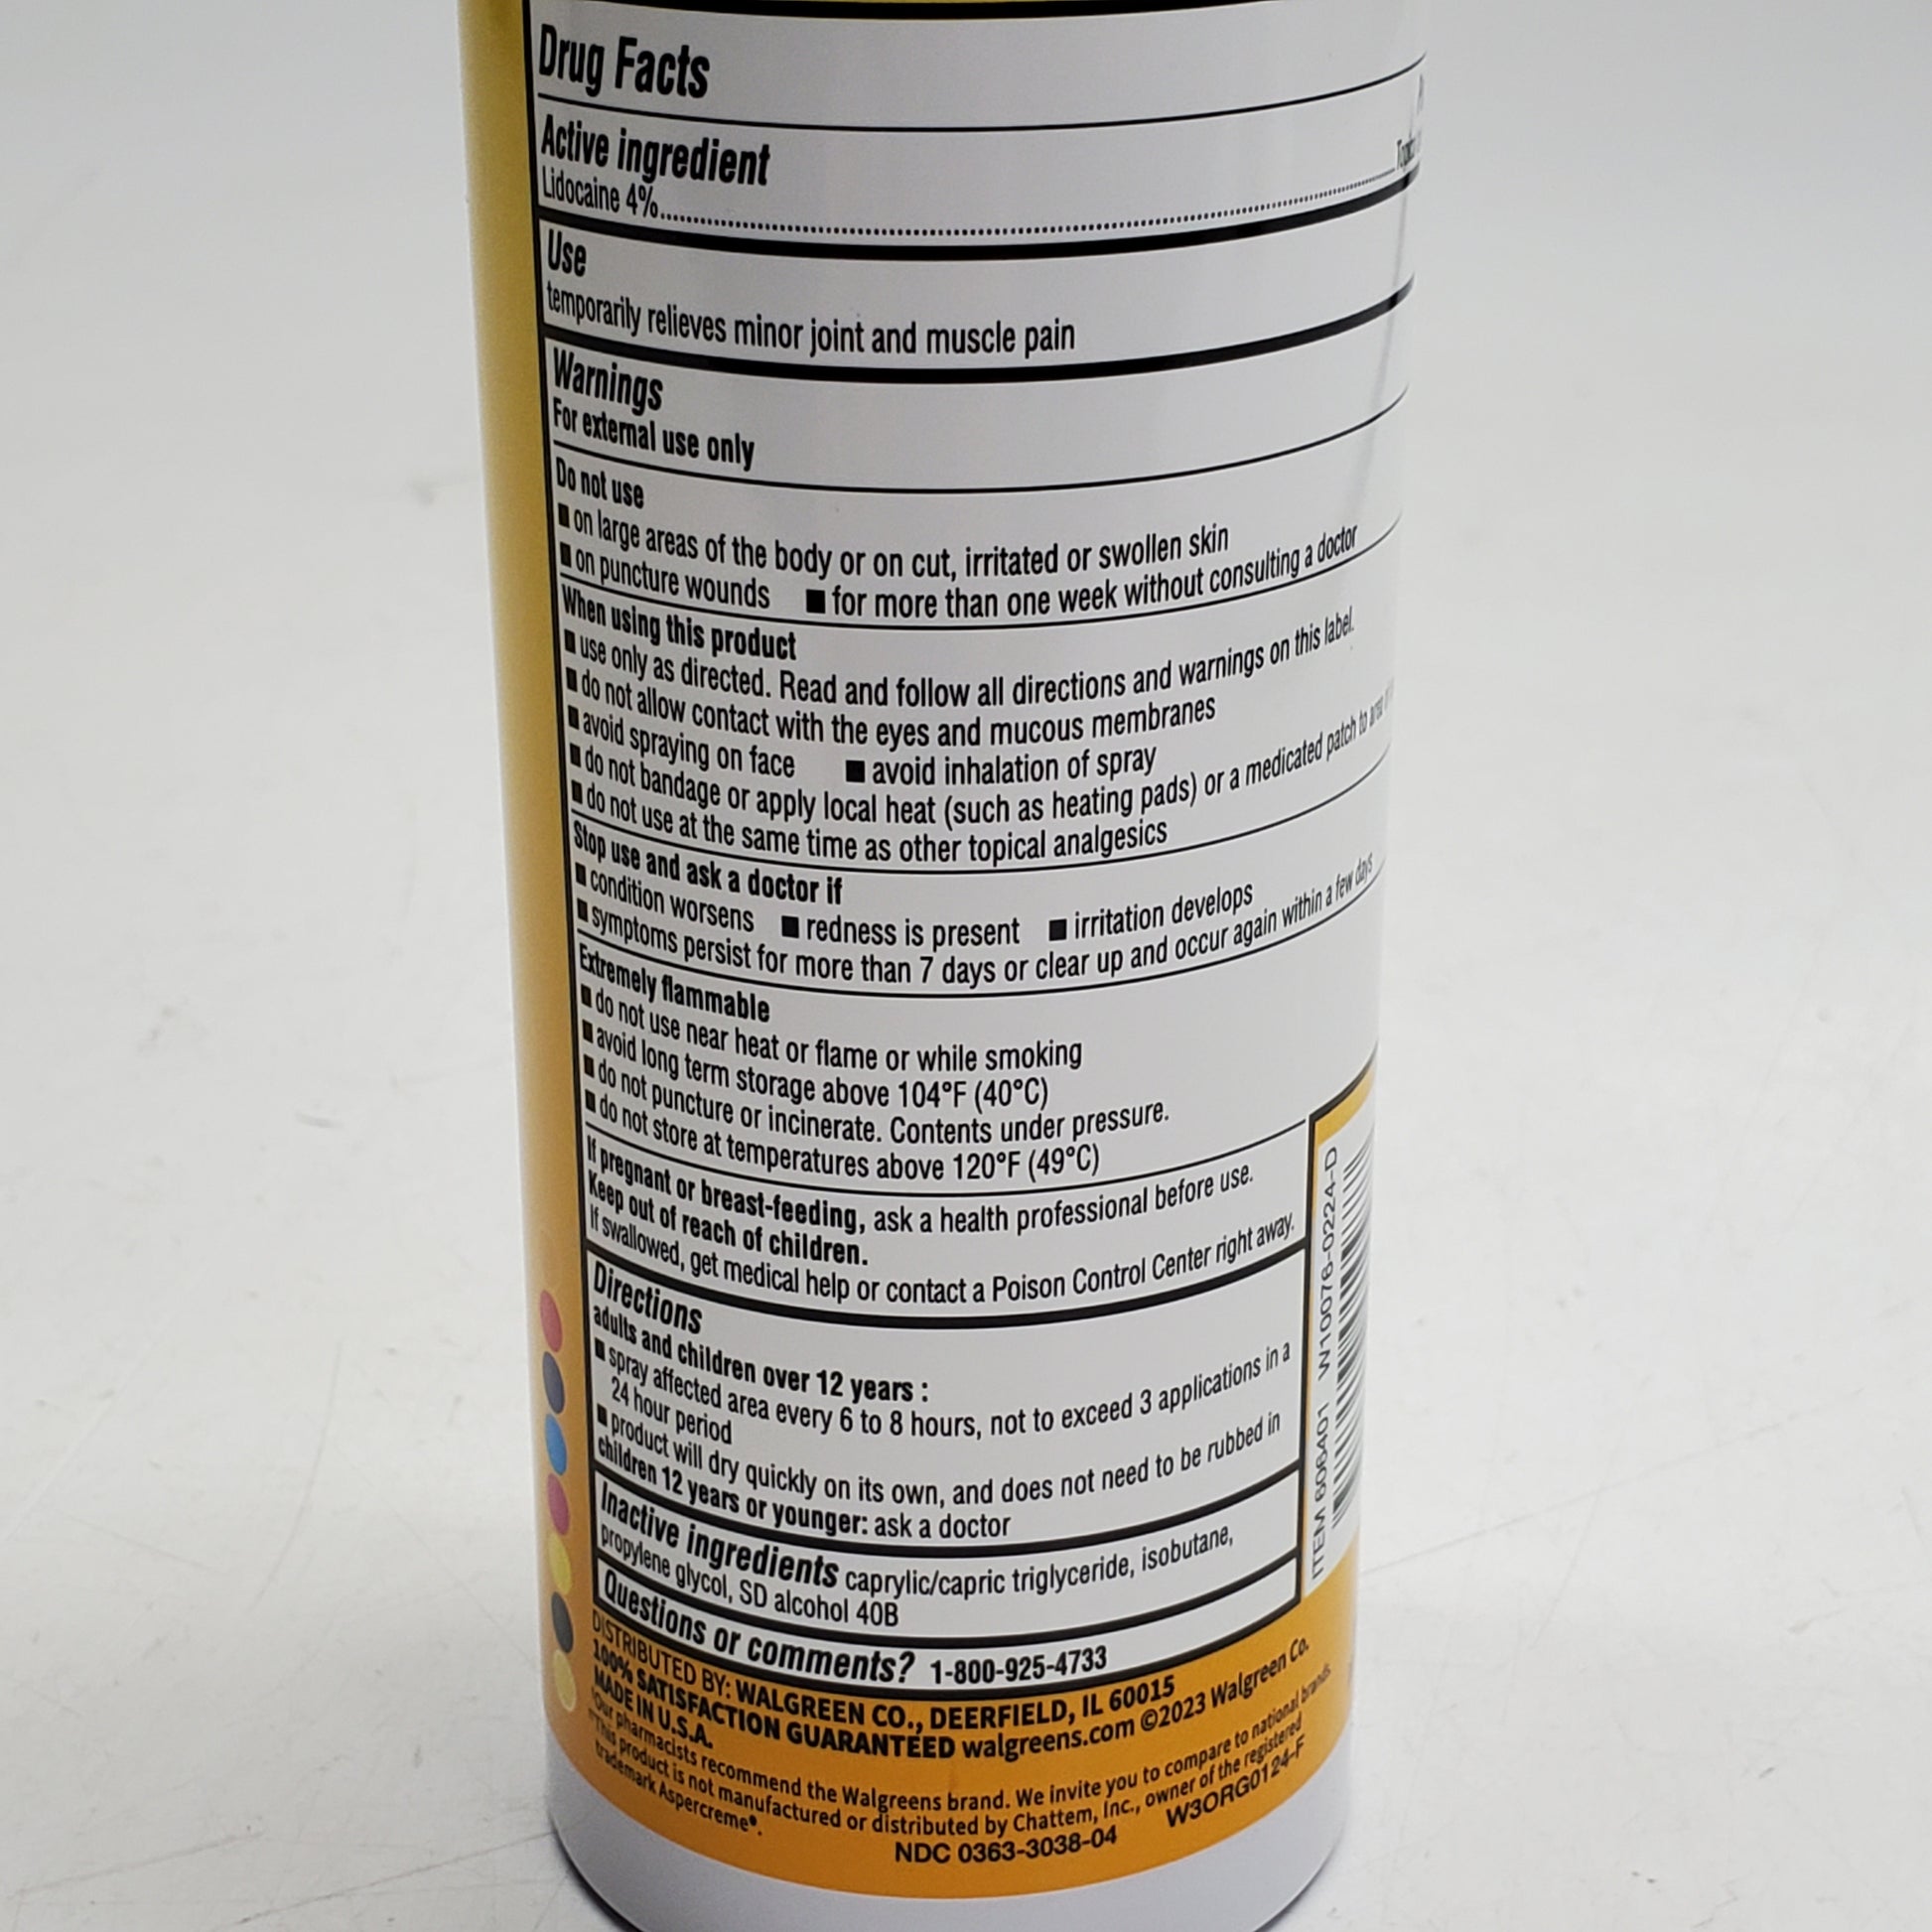 Drug Facts
Active ingredient
Lidocaine 4%
Use
temporarily relieves minor joint and muscle pain
Warnings
For external use only
Do not use
■ on large areas of the body or on cut, irritated or swollen skin
■ on puncture wounds ■ for more than one week without consulting a doctor
When using this product
■ use only as directed. Read and follow all directions and warnings on this label.
■ do not allow contact with the eyes and mucous membranes
■ avoid spraying on face ■ avoid inhalation of spray
■ do not bandage or apply local heat (such as heating pads) or a medicated patch to area
■ do not use at the same time as other topical analgesics
Stop use and ask a doctor if
■ condition worsens ■ redness is present ■ irritation develops
■ symptoms persist for more than 7 days or clear up and occur again within a few days
Extremely flammable
■ do not use near heat or flame or while smoking
■ avoid long term storage above 104°F (40°C)
■ do not puncture or incinerate. Contents under pressure.
■ do not store at temperatures above 120°F (49°C)
If pregnant or breast-feeding, ask a health professional before use.
Keep out of reach of children.
If swallowed, get medical help or contact a Poison Control Center right away.
Directions
adults and children over 12 years :
■ spray affected area every 6 to 8 hours, not to exceed 3 applications in a
24 hour period
■ product will dry quickly on its own, and does not need to be rubbed in
children 12 years or younger: ask a doctor
Inactive ingredients caprylic/capric triglyceride, isobutane,
propylene glycol, SD alcohol 40B
Questions or comments? 1-800-925-4733
ITEM 606401 W10076-0224-D
DISTRIBUTED BY: WALGREEN CO., DEERFIELD, IL 60015
100% SATISFACTION GUARANTEED walgreens.com ©2023 Walgreen Co.
MADE IN U.S.A.
†Our pharmacists recommend the Walgreens brand. We invite you to compare to national brands.
††This product is not manufactured or distributed by Chattem, Inc., owner of the registered
trademark Aspercreme®.
NDC 0363-3038-04 W3ORG0124-F